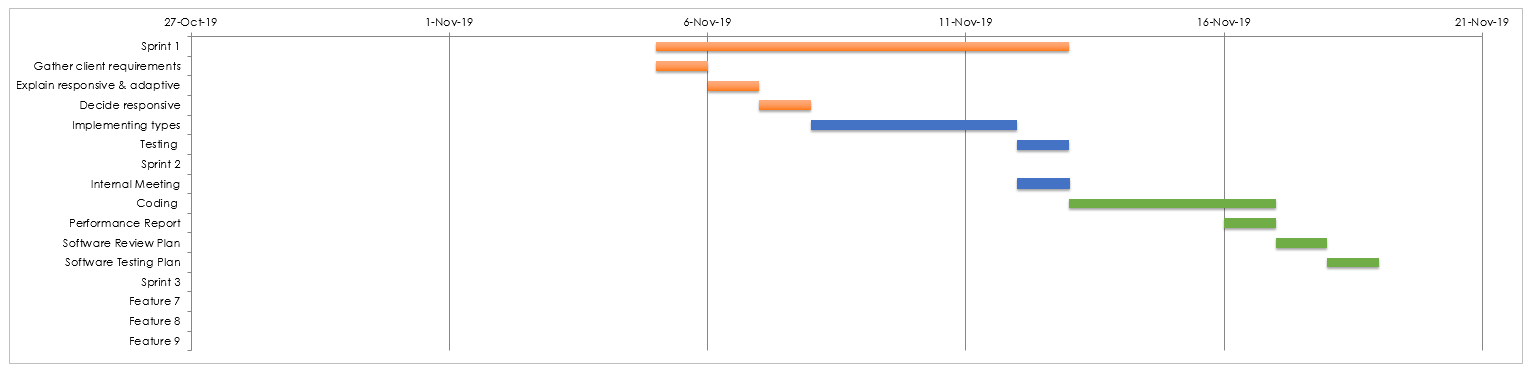 27-Oct-19 1-Nov-19 6-Nov-19 11-Nov-19 16-Nov-19 21-Nov-19
Sprint 1
Gather client requirements
Explain responsive & adaptive
Decide responsive
Implementing types
Testing
Sprint 2
Internal Meeting
Coding
Performance Report
Software Review Plan
Software Testing Plan
Sprint 3
Feature 7
Feature 8
Feature 9